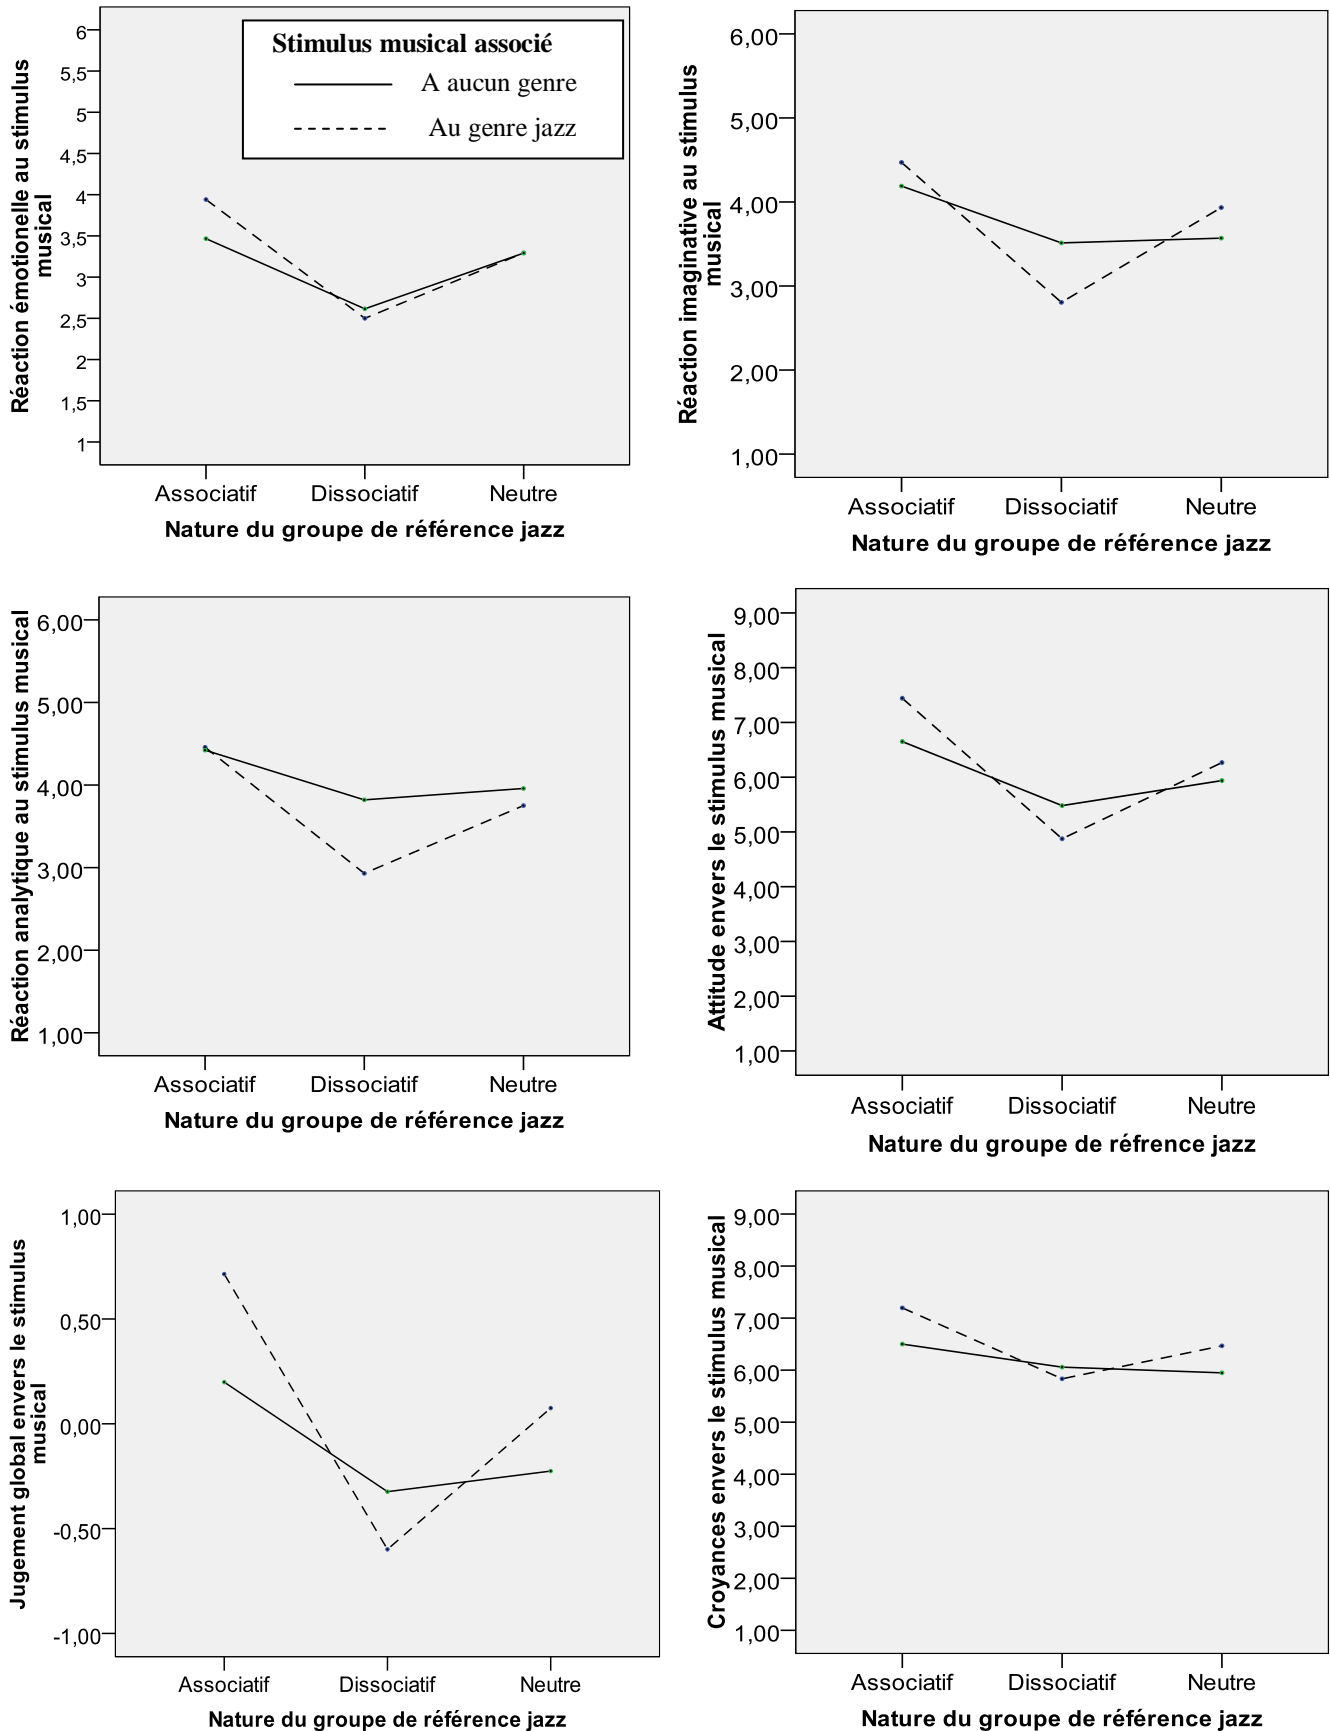 Réaction émotionelle au stimulus
musical
6
5,5
5
4,5
4
3,5
3
2,5
2
1,5
1
Stimulus musical associé
A aucun genre
Au genre jazz
Associatif Dissociatif Neutre
Nature du groupe de référence jazz
Réaction imaginative au stimulus
musical
6,00
5,00
4,00
3,00
2,00
1,00
Associatif Dissociatif Neutre
Nature du groupe de référence jazz
Réaction analytique au stimulus musical
6,00
5,00
4,00
3,00
2,00
1,00
Associatif Dissociatif Neutre
Nature du groupe de référence jazz
Attitude envers le stimulus musical
9,00
8,00
7,00
6,00
5,00
4,00
3,00
2,00
1,00
Associatif Dissociatif Neutre
Nature du groupe de réfrence jazz
Jugement global envers le stimulus
musical
1,00
0,50
0,00
-0,50
-1,00
Associatif Dissociatif Neutre
Nature du groupe de référence jazz
Croyances envers le stimulus musical
9,00
8,00
7,00
6,00
5,00
4,00
3,00
2,00
1,00
Associatif Dissociatif Neutre
Nature du groupe de référence jazz